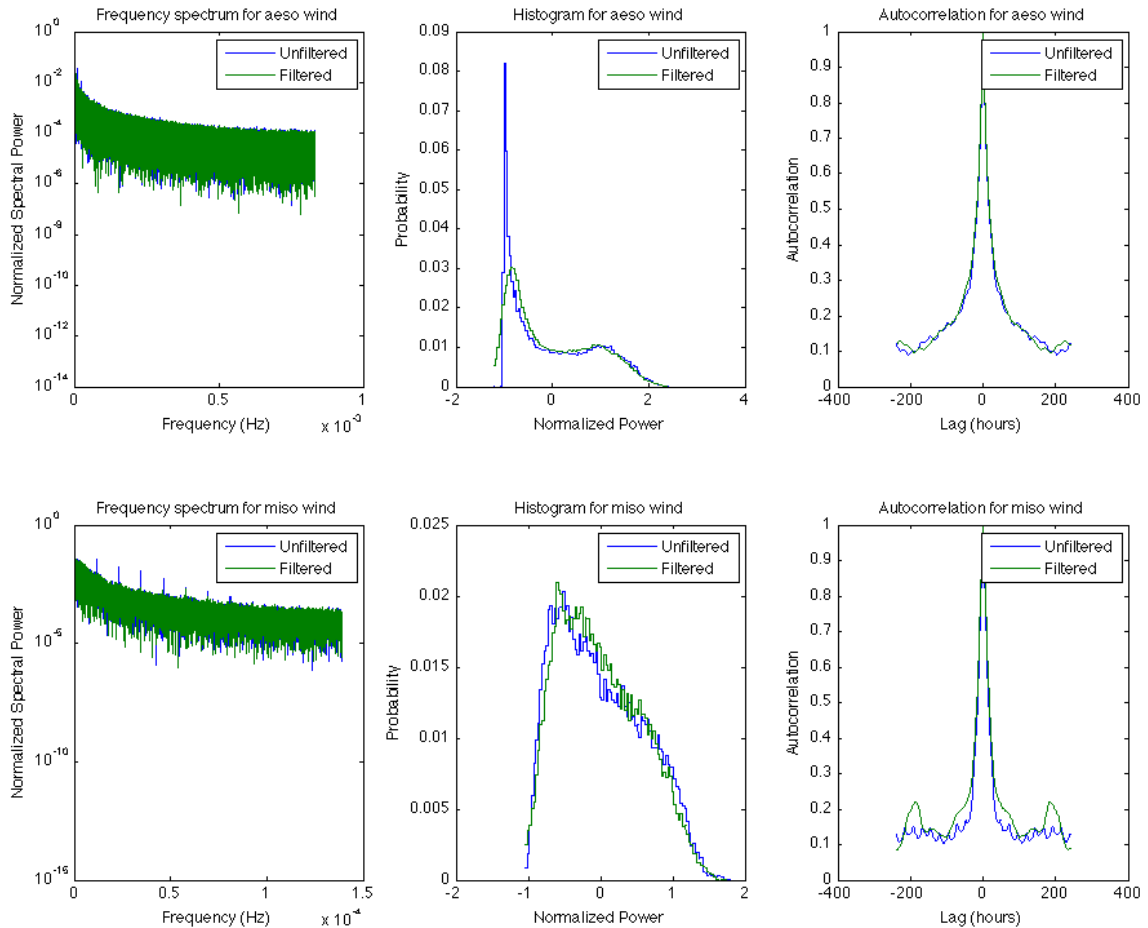 Frequency spectrum for aeso wind
10^0
10^-2
10^-4
10^-6
10^-9
10^-10
10^-12
10^-14
Normalized Spectral Power
Unfiltered
Filtered
0
0.5
1
Frequency (Hz)
x 10^-3
Histogram for aeso wind
0.09
0.08
0.07
0.06
0.05
0.04
0.03
0.02
0.01
0
Probability
Unfiltered
Filtered
-2
0
2
4
Normalized Power
Autocorrelation for aeso wind
1
0.9
0.8
0.7
0.6
0.5
0.4
0.3
0.2
0.1
0
Autocorrelation
Unfiltered
Filtered
-400
-200
0
200
400
Lag (hours)
Frequency spectrum for miso wind
10^0
10^-5
10^-10
10^-15
Normalized Spectral Power
Unfiltered
Filtered
0
0.5
1
1.5
Frequency (Hz)
x 10^-4
Histogram for miso wind
0.025
0.02
0.015
0.01
0.005
0
Probability
Unfiltered
Filtered
-1
0
1
2
Normalized Power
Autocorrelation for miso wind
1
0.9
0.8
0.7
0.6
0.5
0.4
0.3
0.2
0.1
0
Autocorrelation
Unfiltered
Filtered
-400
-200
0
200
400
Lag (hours)